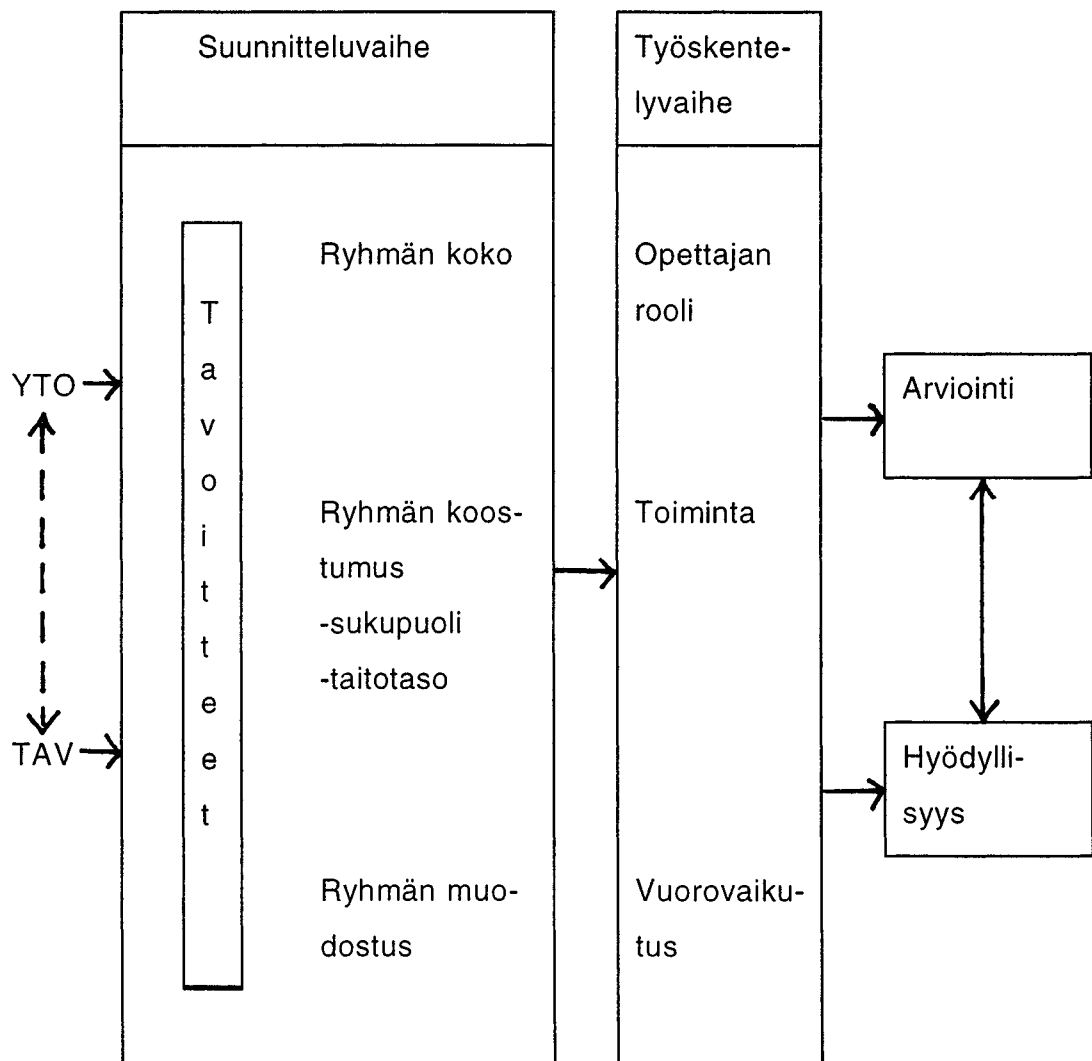 Suunnitteluvaihe
Työskente-
lyvaihe
Tavoitteet
Ryhmän koko
Opettajan
rooli
YTO
Arviointi
Ryhmän koos-
tumus
-sukupuoli
-taitotaso
Toiminta
TAV
Hyödylli-
syys
Ryhmän muo-
dostus
Vuorovaiku-
tus